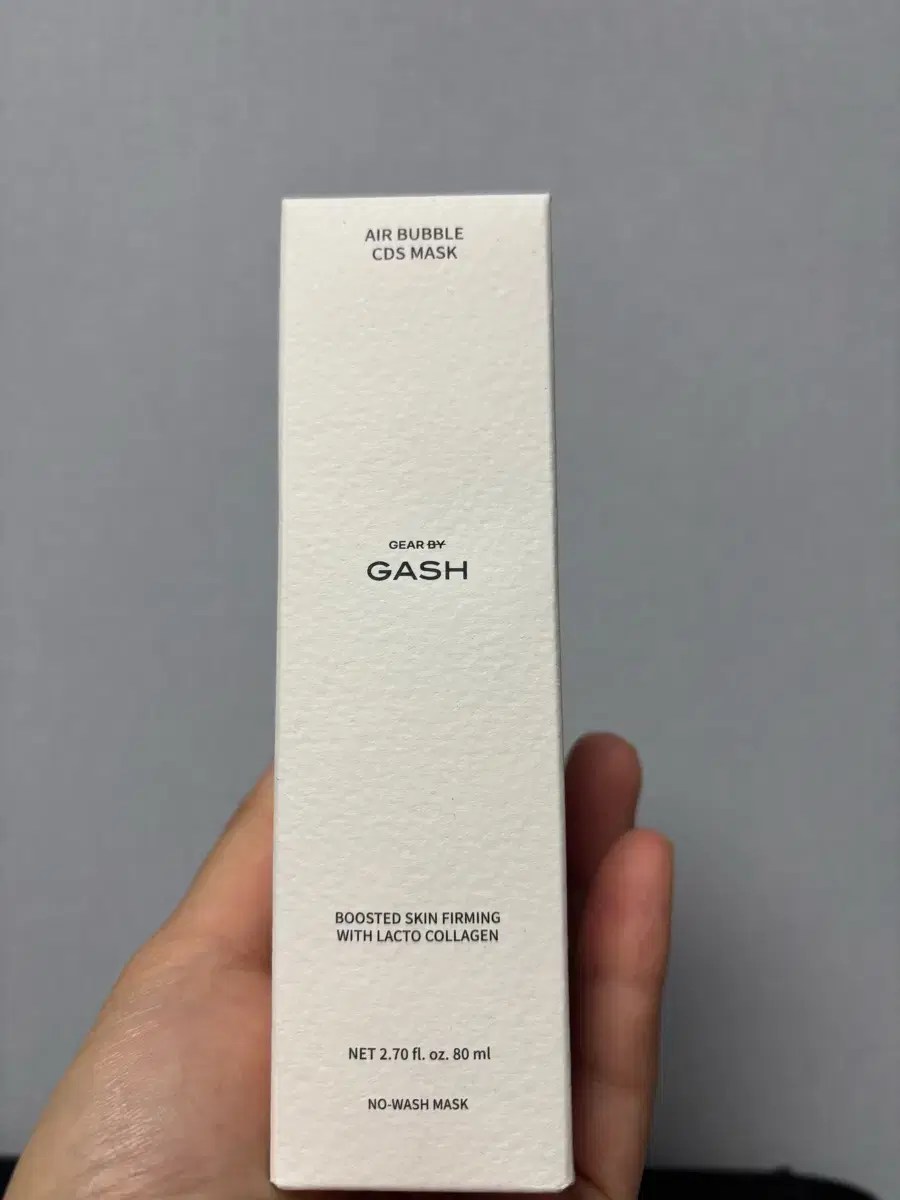 AIR BUBBLE
CDS MASK
GEAR BY
GASH
BOOSTED SKIN FIRMING
WITH LACTO COLLAGEN
NET 2.70 fl. oz. 80 ml
NO-WASH MASK